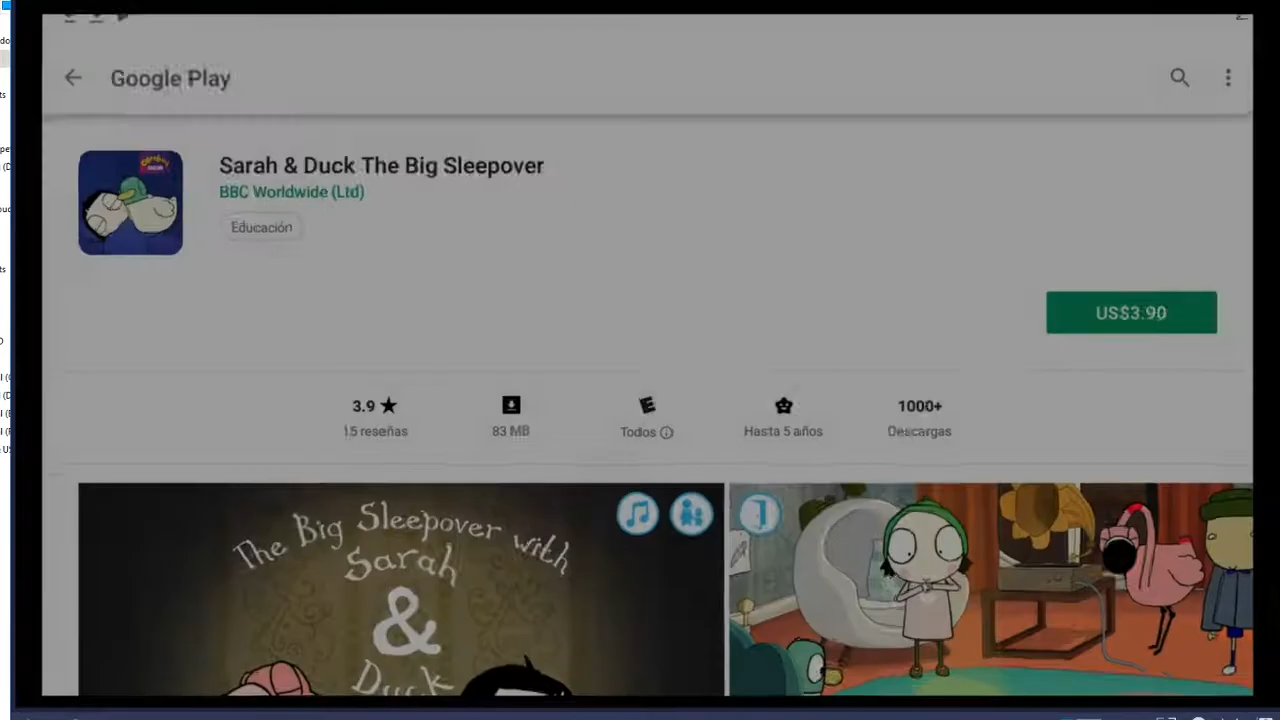 Google Play
Sarah & Duck The Big Sleepover
BBC Worldwide (Ltd)
Educación
US$3.90
3.9 ★
15 reseñas
83 MB
Todos
Hasta 5 años
1000+
Descargas
The Big Sleepover with
Sarah
&
Duck